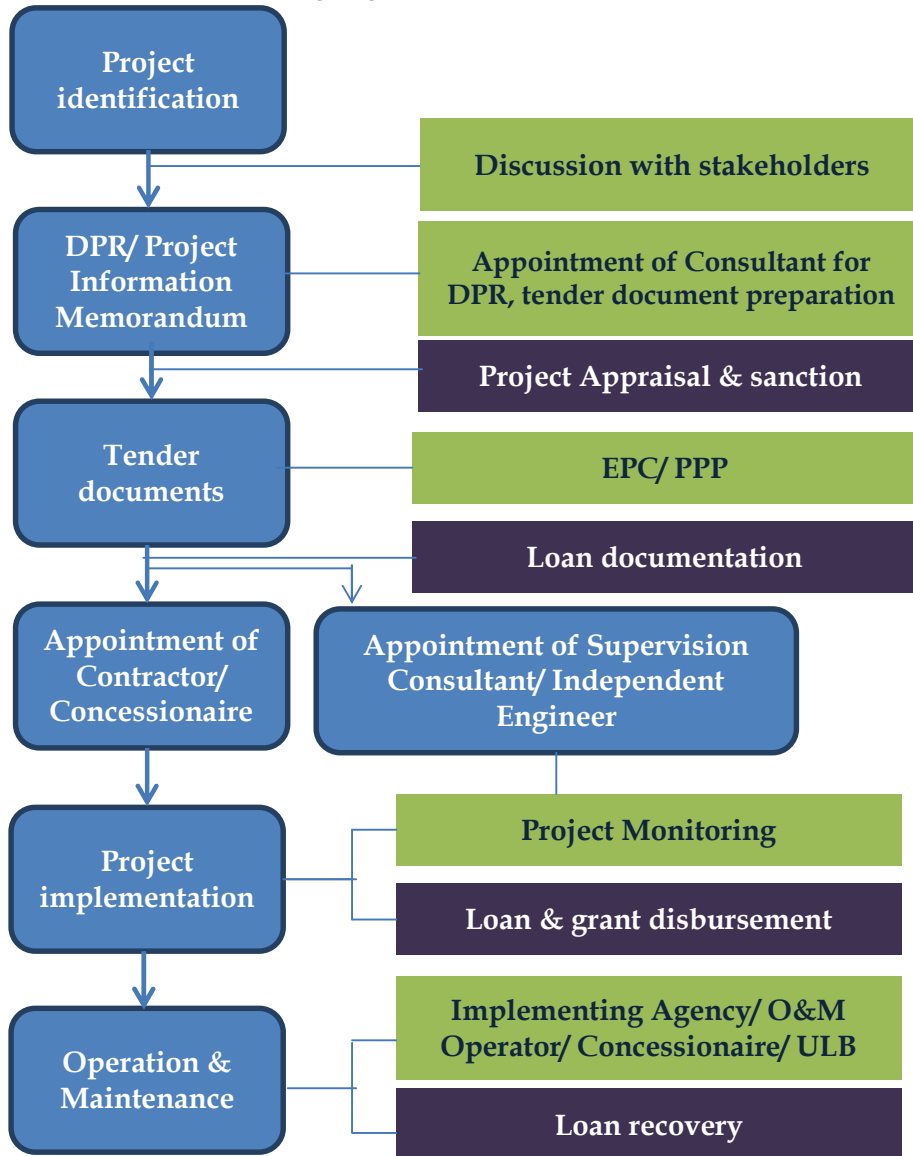 Project
identification
Discussion with stakeholders
DPR/ Project
Information
Memorandum
Appointment of Consultant for
DPR, tender document preparation
Project Appraisal & sanction
Tender
documents
EPC/ PPP
Loan documentation
Appointment of
Contractor/
Concessionaire
Appointment of Supervision
Consultant/ Independent
Engineer
Project
implementation
Project Monitoring
Loan & grant disbursement
Operation &
Maintenance
Implementing Agency/ O&M
Operator/ Concessionaire/ ULB
Loan recovery